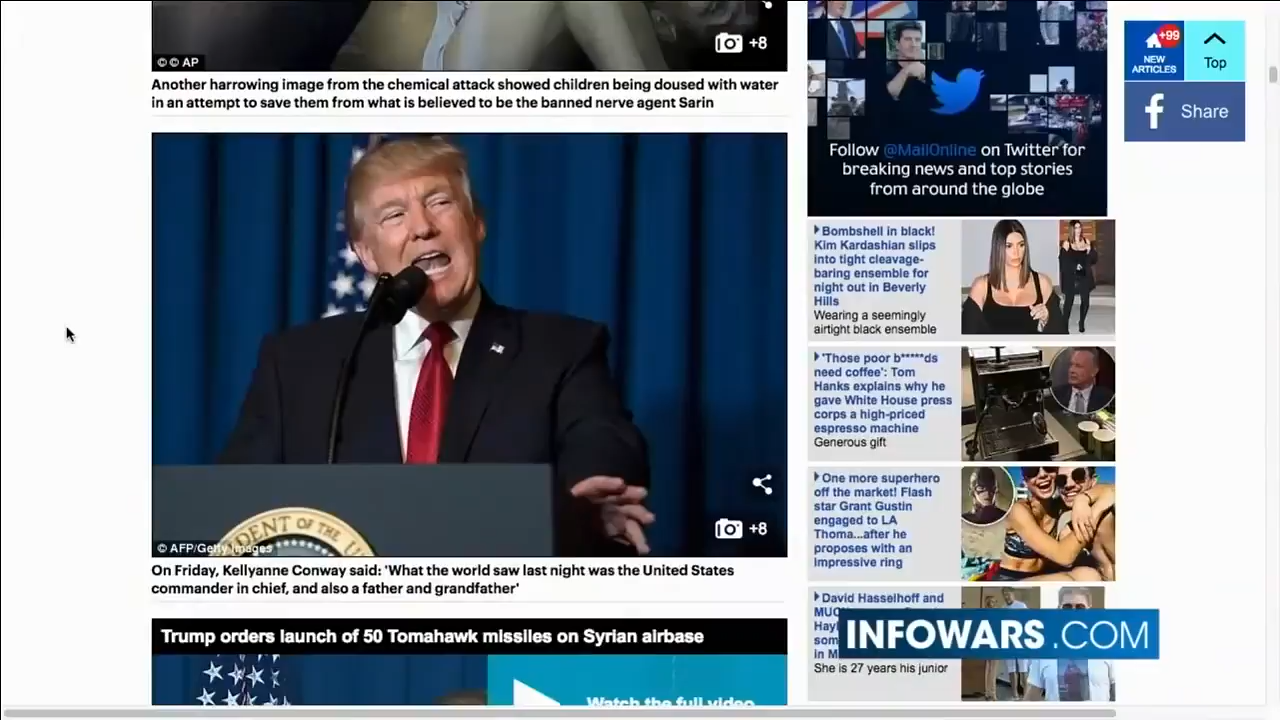 © © AP
+8
Another harrowing image from the chemical attack showed children being doused with water
in an attempt to save them from what is believed to be the banned nerve agent Sarin
DENT OF THE U
© AFP/Getty Images
+8
On Friday, Kellyanne Conway said: 'What the world saw last night was the United States
commander in chief, and also a father and grandfather'
Trump orders launch of 50 Tomahawk missiles on Syrian airbase
Watch the full video
Follow @MailOnline on Twitter for
breaking news and top stories
from around the globe
Bombshell in black!
Kim Kardashian slips
into tight cleavage-
baring ensemble for
night out in Beverly
Hills
Wearing a seemingly
airtight black ensemble
'Those poor b*****ds
need coffee': Tom
Hanks explains why he
gave White House press
corps a high-priced
espresso machine
Generous gift
One more superhero
off the market! Flash
star Grant Gustin
engaged to LA
Thoma...after he
proposes with an
impressive ring
David Hasselhoff and
She is 27 years his junior
INFOWARS.COM
+99
NEW
ARTICLES
Top
Share